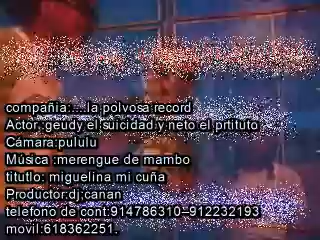 compañia:....la polvosa record
Actor:geudy el suicidad y neto el prtituto
Cámara:pululu
Música :merengue de mambo
titutlo: miguelina mi cuña
Productor:dj;canan
telefono de cont:914786310=912232193
movil:618362251.